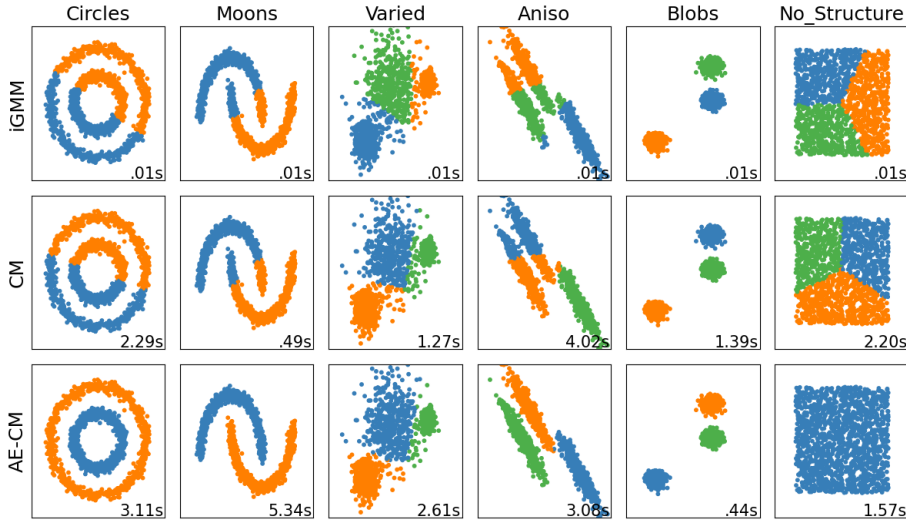 Circles Moons Varied Aniso Blobs No_Structure
iGMM
.01s .01s .01s .01s .01s .01s
CM
2.29s .49s 1.27s 4.02s 1.39s 2.20s
AE-CM
3.11s 5.34s 2.61s 3.08s .44s 1.57s